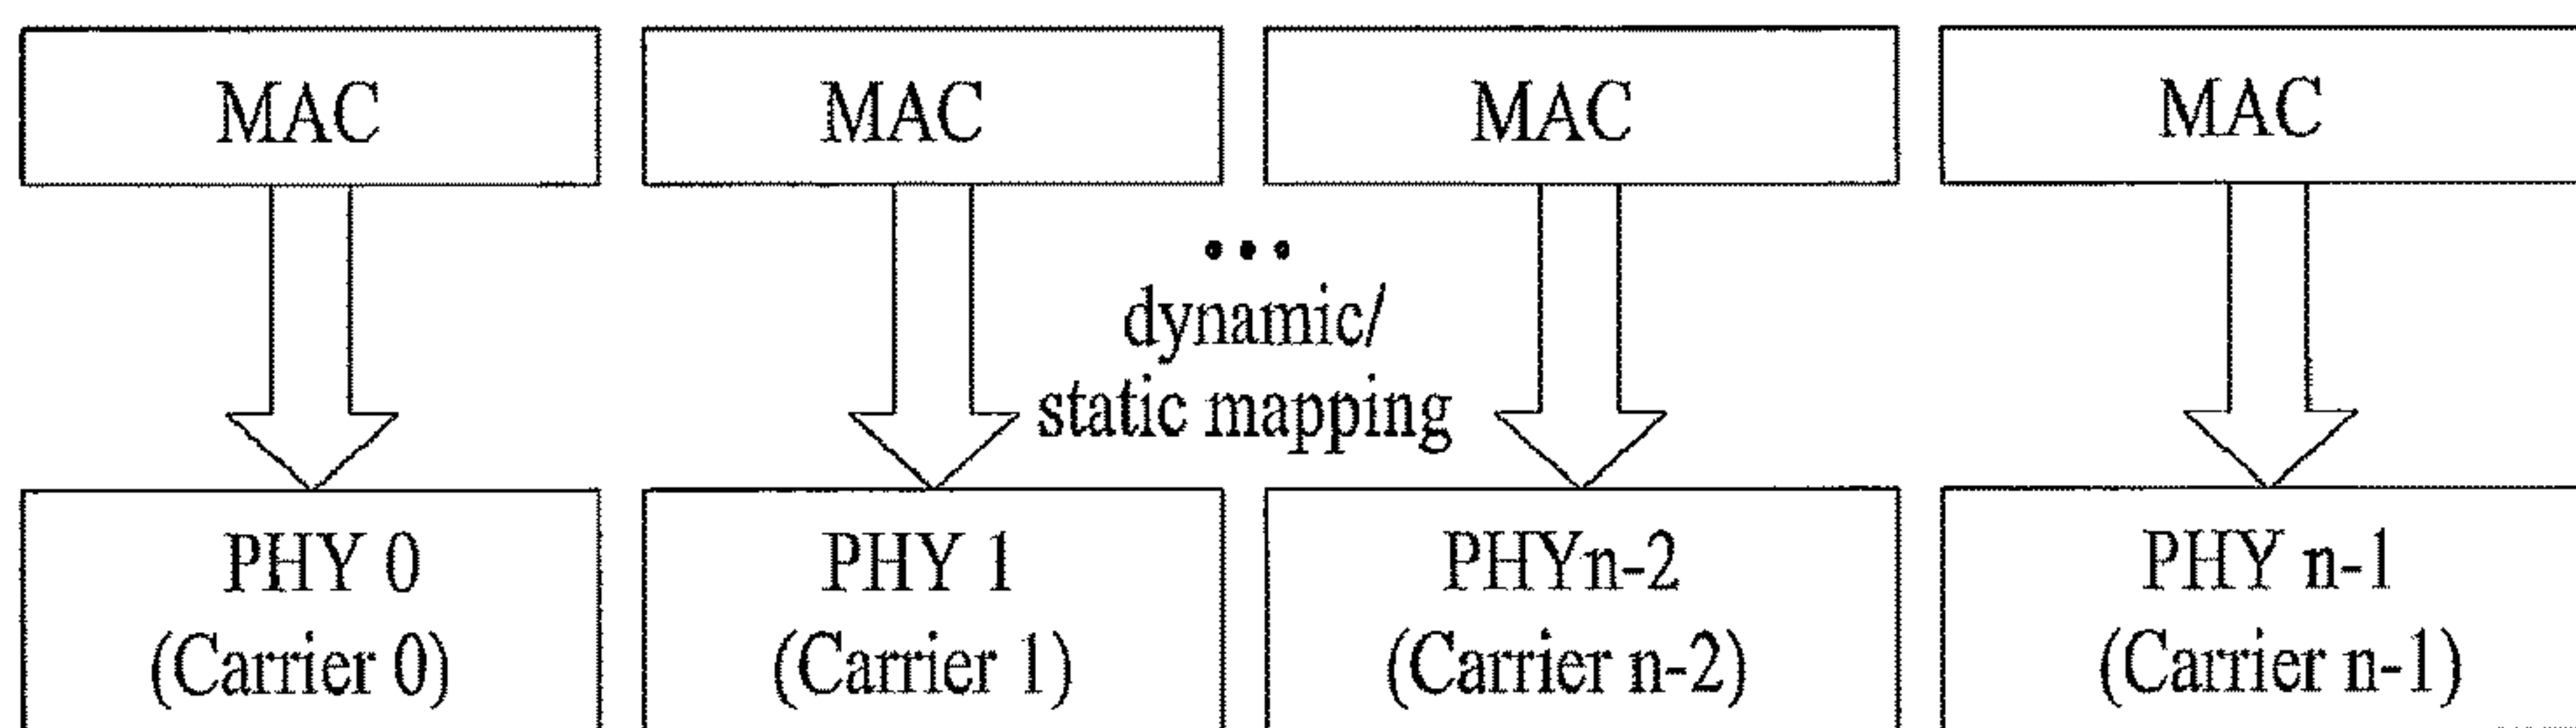 MAC
MAC
MAC
MAC
•••
dynamic/
static mapping
PHY 0
(Carrier 0)
PHY 1
(Carrier 1)
PHYn-2
(Carrier n-2)
PHY n-1
(Carrier n-1)